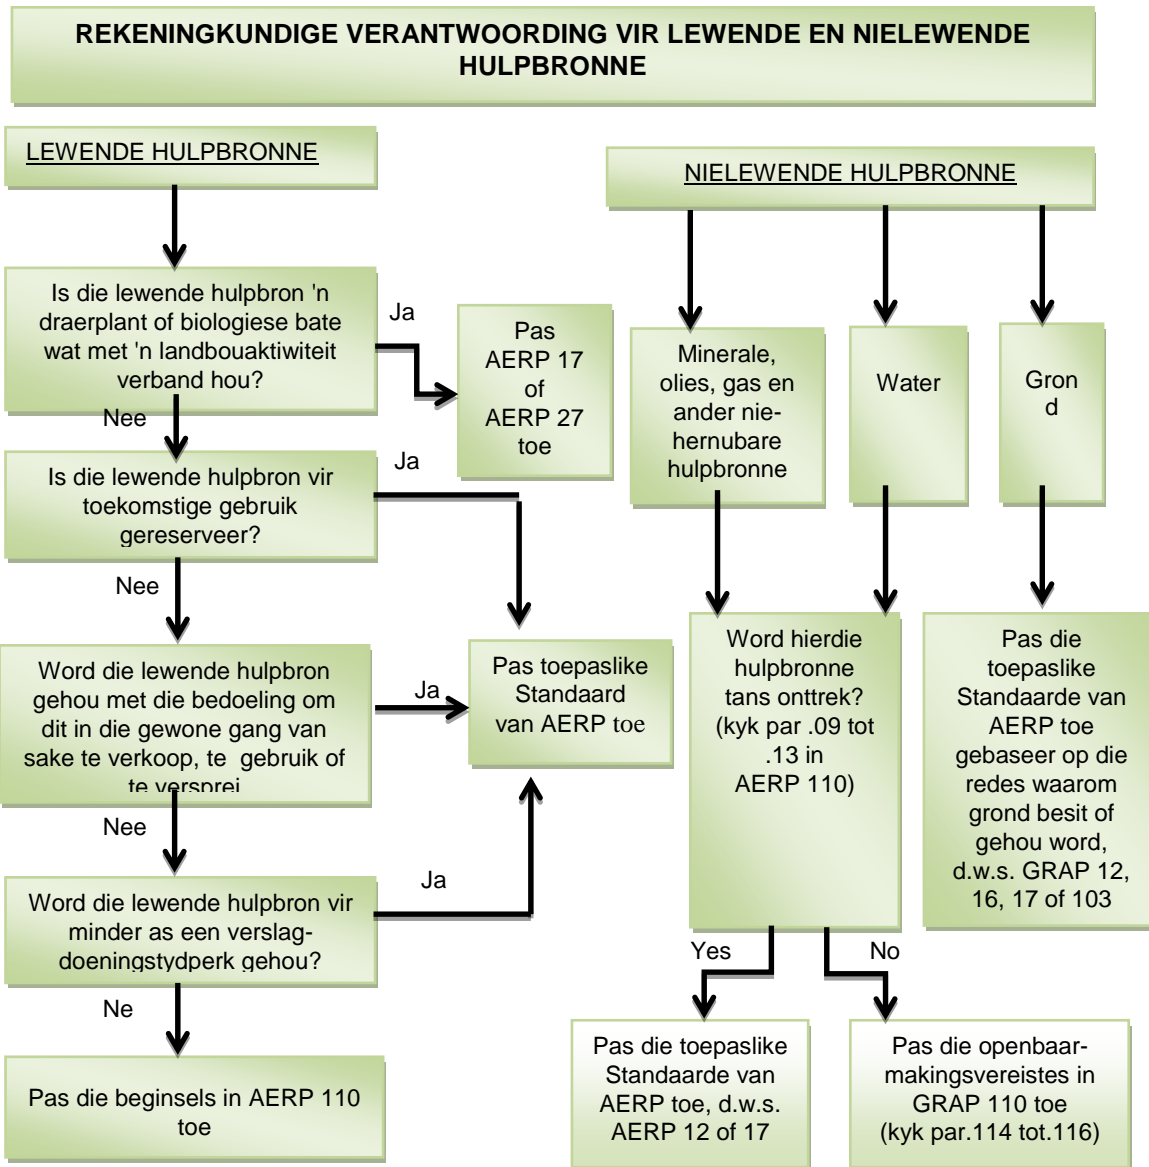 REKENINGKUNDIGE VERANTWOORDING VIR LEWENDE EN NIELEWENDE
HULPBRONNE
LEWENDE HULPBRONNE
Is die lewende hulpbron 'n
draerplant of biologiese bate
wat met 'n landbouaktiwiteit
verband hou?
Ja
Pas
AERP 17
of
AERP 27
toe
Nee
Is die lewende hulpbron vir
toekomstige gebruik
gereserveer?
Ja
Nee
Word die lewende hulpbron
gehou met die bedoeling om
dit in die gewone gang van
sake te verkoop, te gebruik of
te versprei
Ja
Pas toepaslike
Standaard
van AERP toe
Nee
Word die lewende hulpbron vir
minder as een verslag-
doeningstydperk gehou?
Ja
Ne
Pas die beginsels in AERP 110
toe
NIELEWENDE HULPBRONNE
Minerale,
olies, gas en
ander nie-
hernubare
hulpbronne
Water
Gron
d
Word hierdie
hulpbronne
tans onttrek?
(kyk par .09 tot
.13 in
AERP 110)
Pas die
toepaslike
Standaarde van
AERP toe
gebaseer op die
redes waarom
grond besit of
gehou word,
d.w.s. GRAP 12,
16, 17 of 103
Yes
No
Pas die toepaslike
Standaarde van
AERP toe, d.w.s.
AERP 12 of 17
Pas die openbaar-
makingsvereistes in
GRAP 110 toe
(kyk par.114 tot.116)